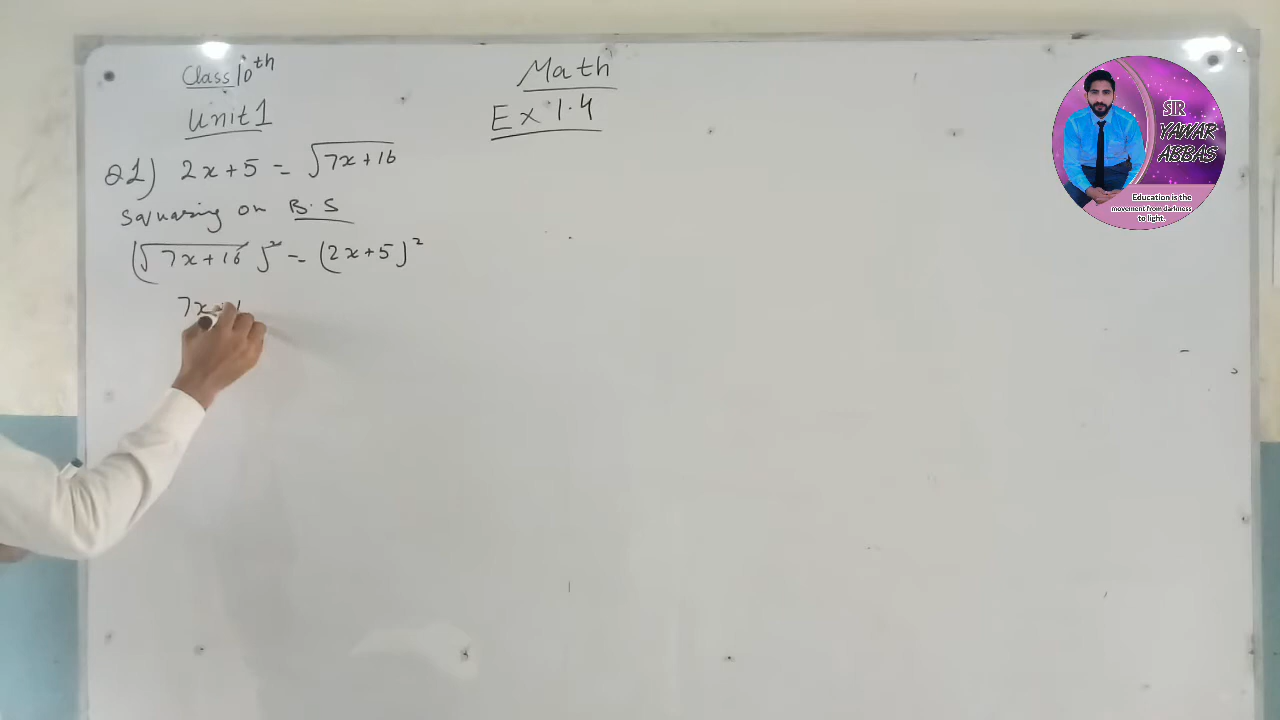 Class 10th
Math
Unit 1
Ex 1.4
Q1) 2x+5 = √7x+16
Squaring on B.S
(√7x+16)² = (2x+5)²
7x+1
SIR
YAWAR
ABBAS
Education is the
movement from darkness
to light.